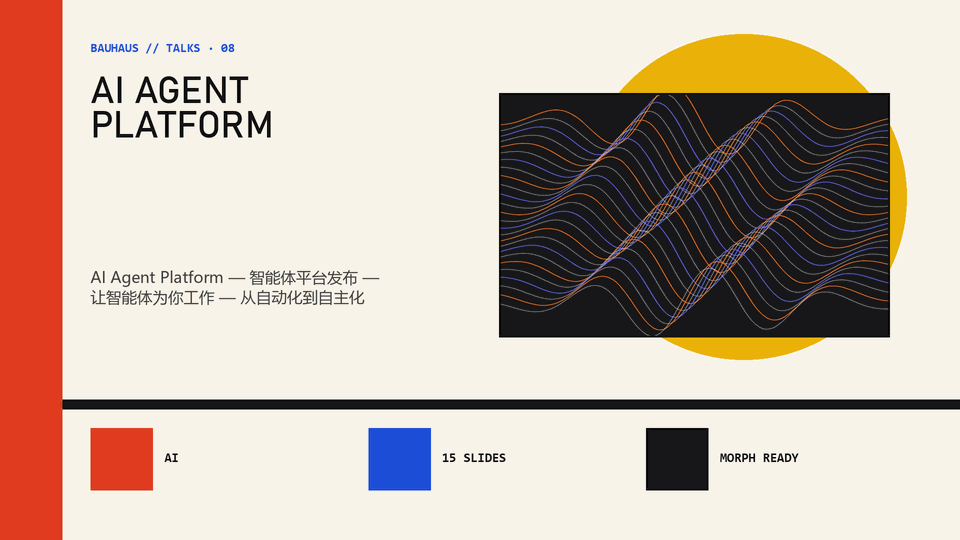 BAUHAUS // TALKS · 08
AI AGENT
PLATFORM
AI Agent Platform — 智能体平台发布 —
让智能体为你工作 — 从自动化到自主化
AI
15 SLIDES
MORPH READY